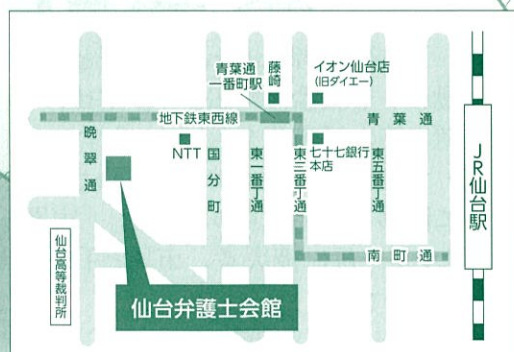 青葉通
一番町駅
藤崎
イオン仙台店
(旧ダイエー)
地下鉄東西線
青葉通
晩翠通
NTT
国分町
東一番丁通
東三番丁通
七十七銀行
本店
東五番丁通
JR仙台駅
南町通
仙台高等裁判所
仙台弁護士会館